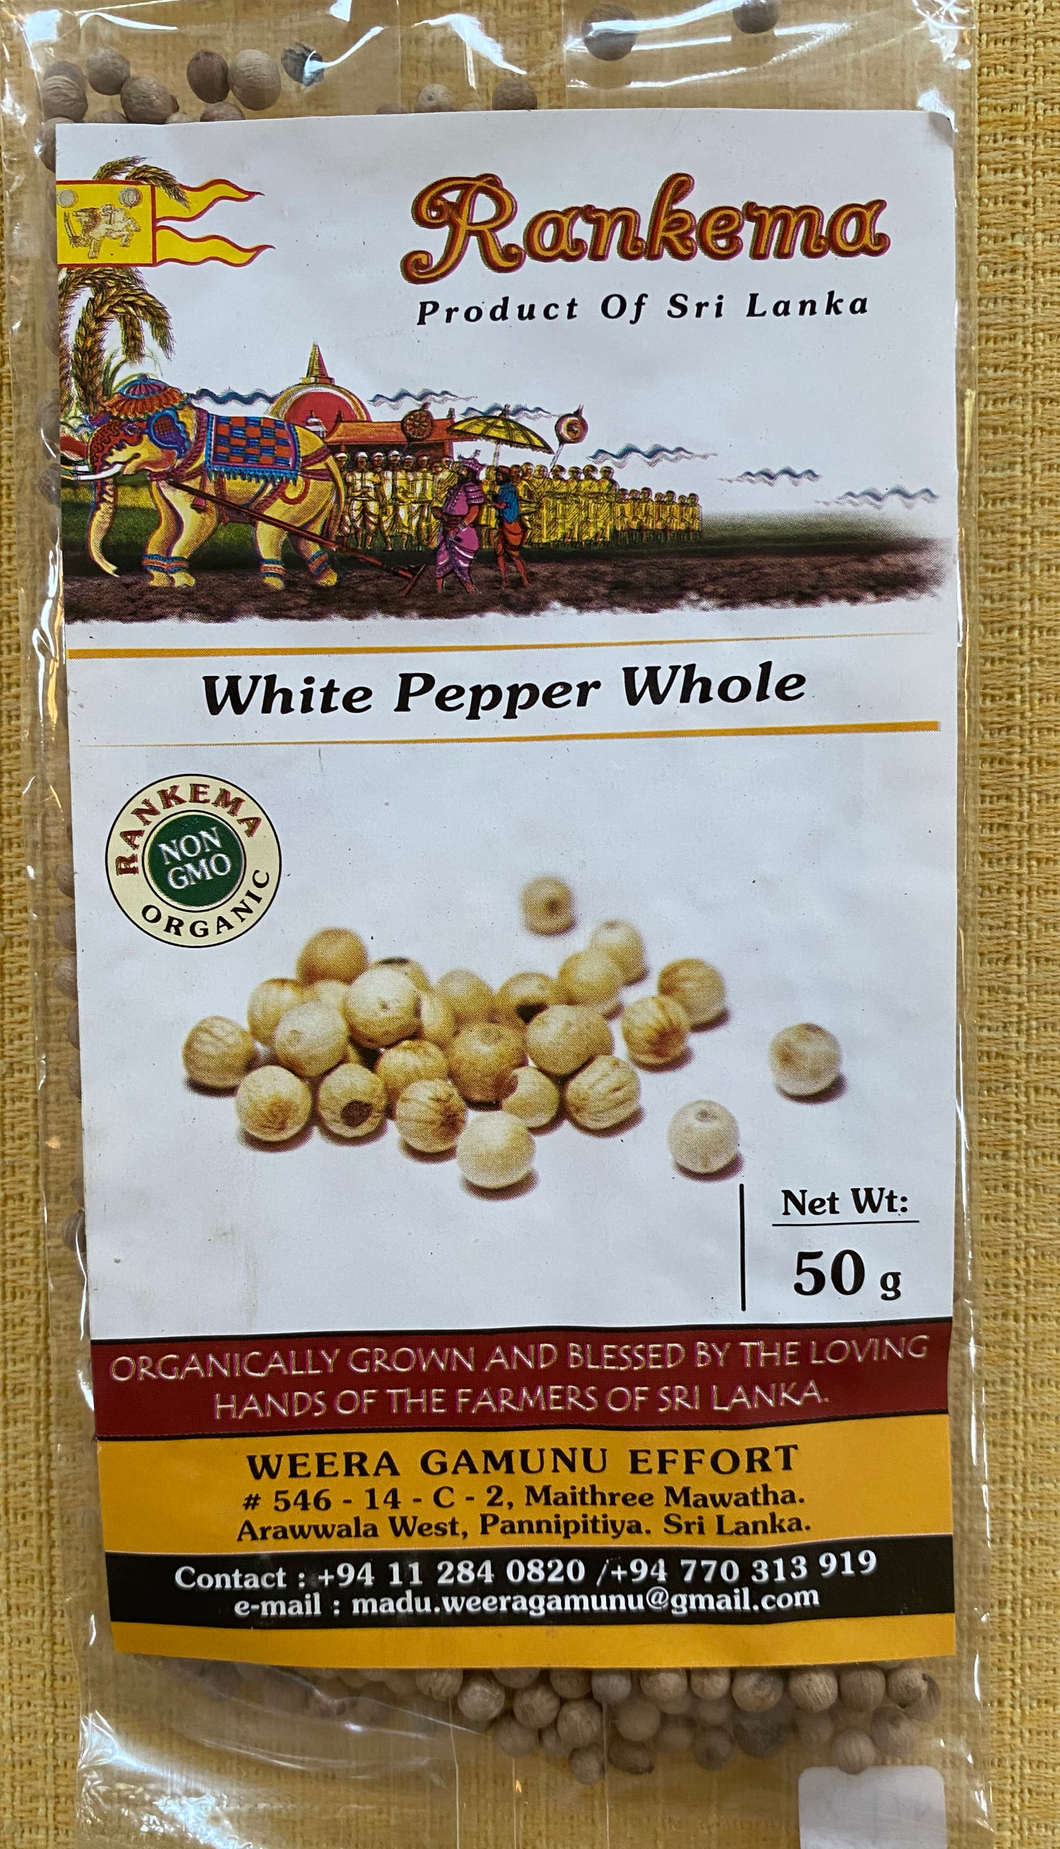 Rankema
Product Of Sri Lanka
White Pepper Whole
RANKEMA
NON
GMO
ORGANIC
Net Wt:
50 g
ORGANICALLY GROWN AND BLESSED BY THE LOVING
HANDS OF THE FARMERS OF SRI LANKA.
WEERA GAMUNU EFFORT
# 546 - 14 - C - 2, Maithree Mawatha.
Arawwala West, Pannipitiya. Sri Lanka.
Contact : +94 11 284 0820 /+94 770 313 919
e-mail : madu.weeragamunu@gmail.com